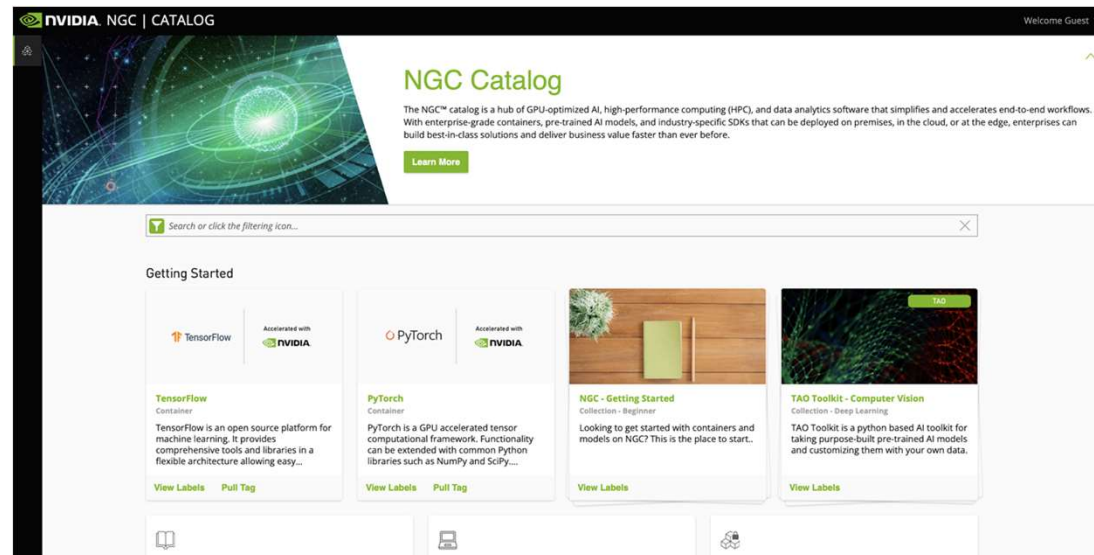 NVIDIA. NGC | CATALOG
Welcome Guest
NGC Catalog
The NGC™ catalog is a hub of GPU-optimized AI, high-performance computing (HPC), and data analytics software that simplifies and accelerates end-to-end workflows.
With enterprise-grade containers, pre-trained AI models, and industry-specific SDKs that can be deployed on premises, in the cloud, or at the edge, enterprises can
build best-in-class solutions and deliver business value faster than ever before.
Learn More
Search or click the filtering icon...
Getting Started
TensorFlow
Accelerated with
NVIDIA.
TensorFlow
Container
TensorFlow is an open source platform for
machine learning. It provides
comprehensive tools and libraries in a
flexible architecture allowing easy...
View Labels Pull Tag
PyTorch
Accelerated with
NVIDIA.
PyTorch
Container
PyTorch is a GPU accelerated tensor
computational framework. Functionality
can be extended with common Python
libraries such as NumPy and SciPy....
View Labels Pull Tag
NGC - Getting Started
Collection - Beginner
Looking to get started with containers and
models on NGC? This is the place to start..
View Labels
TAO
TAO Toolkit - Computer Vision
Collection - Deep Learning
TAO Toolkit is a python based AI toolkit for
taking purpose-built pre-trained AI models
and customizing them with your own data.
View Labels